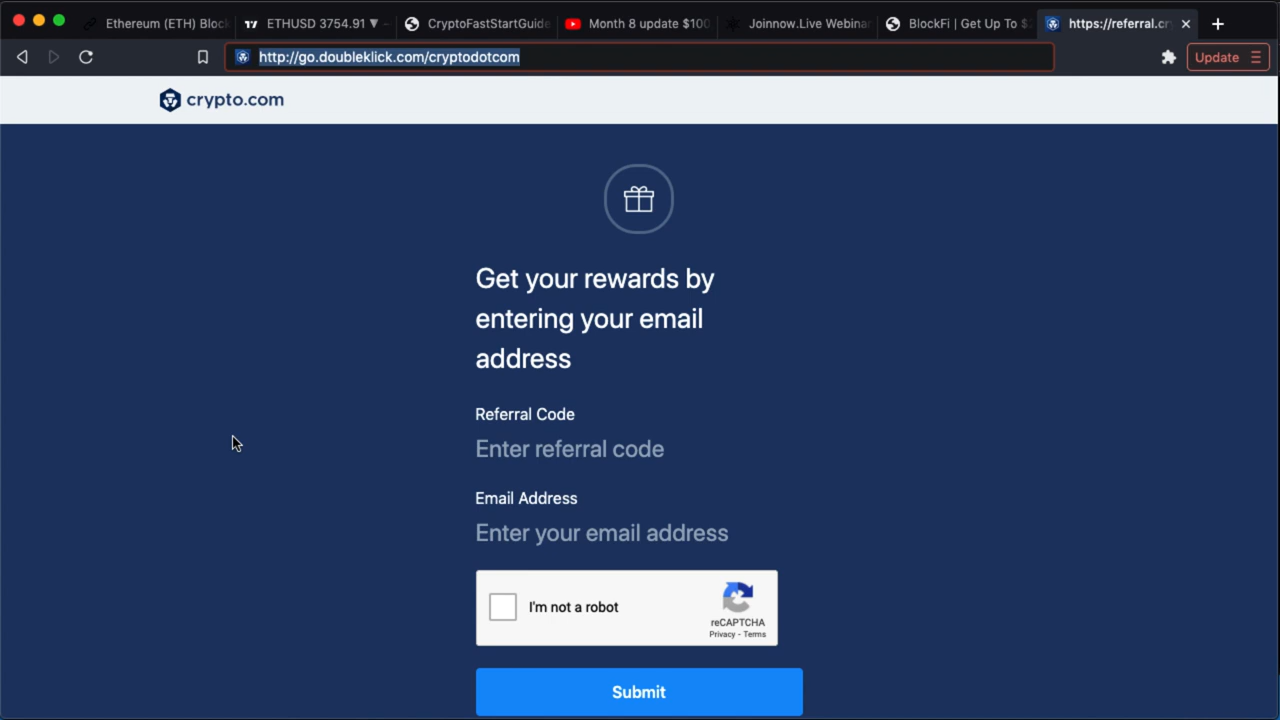 Ethereum (ETH) Block
ETHUSD 3754.91 ▼ −
CryptoFastStartGuide
Month 8 update $100
Joinnow.Live Webinar
BlockFi | Get Up To $
https://referral.cr
http://go.doubleklick.com/cryptodotcom
Update
crypto.com
Get your rewards by
entering your email
address
Referral Code
Enter referral code
Email Address
Enter your email address
I'm not a robot
reCAPTCHA
Privacy - Terms
Submit